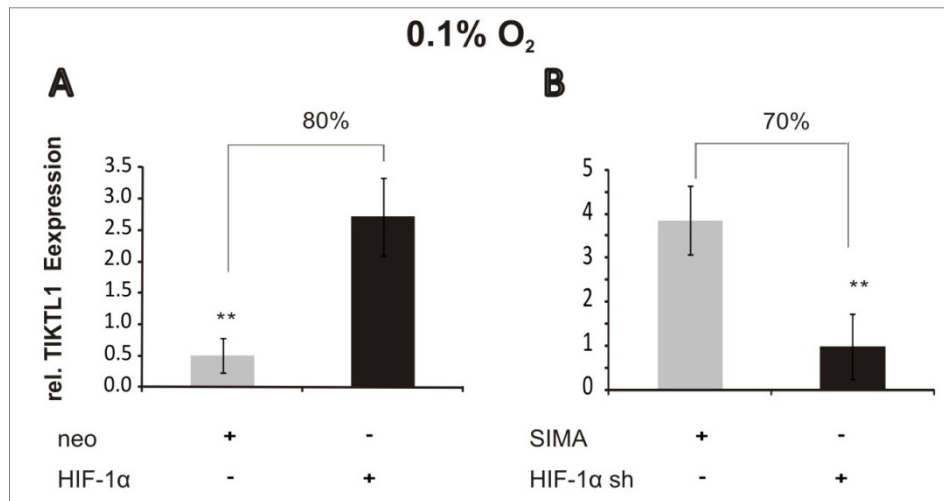 0.1% O₂
A
80%
rel. TIKTL1 Eexpression
3.5
3.0
2.5
2.0
1.5
1.0
0.5
0.0
**
neo + -
HIF-1α - +
B
70%
5
4
3
2
1
0
**
SIMA + -
HIF-1α sh - +